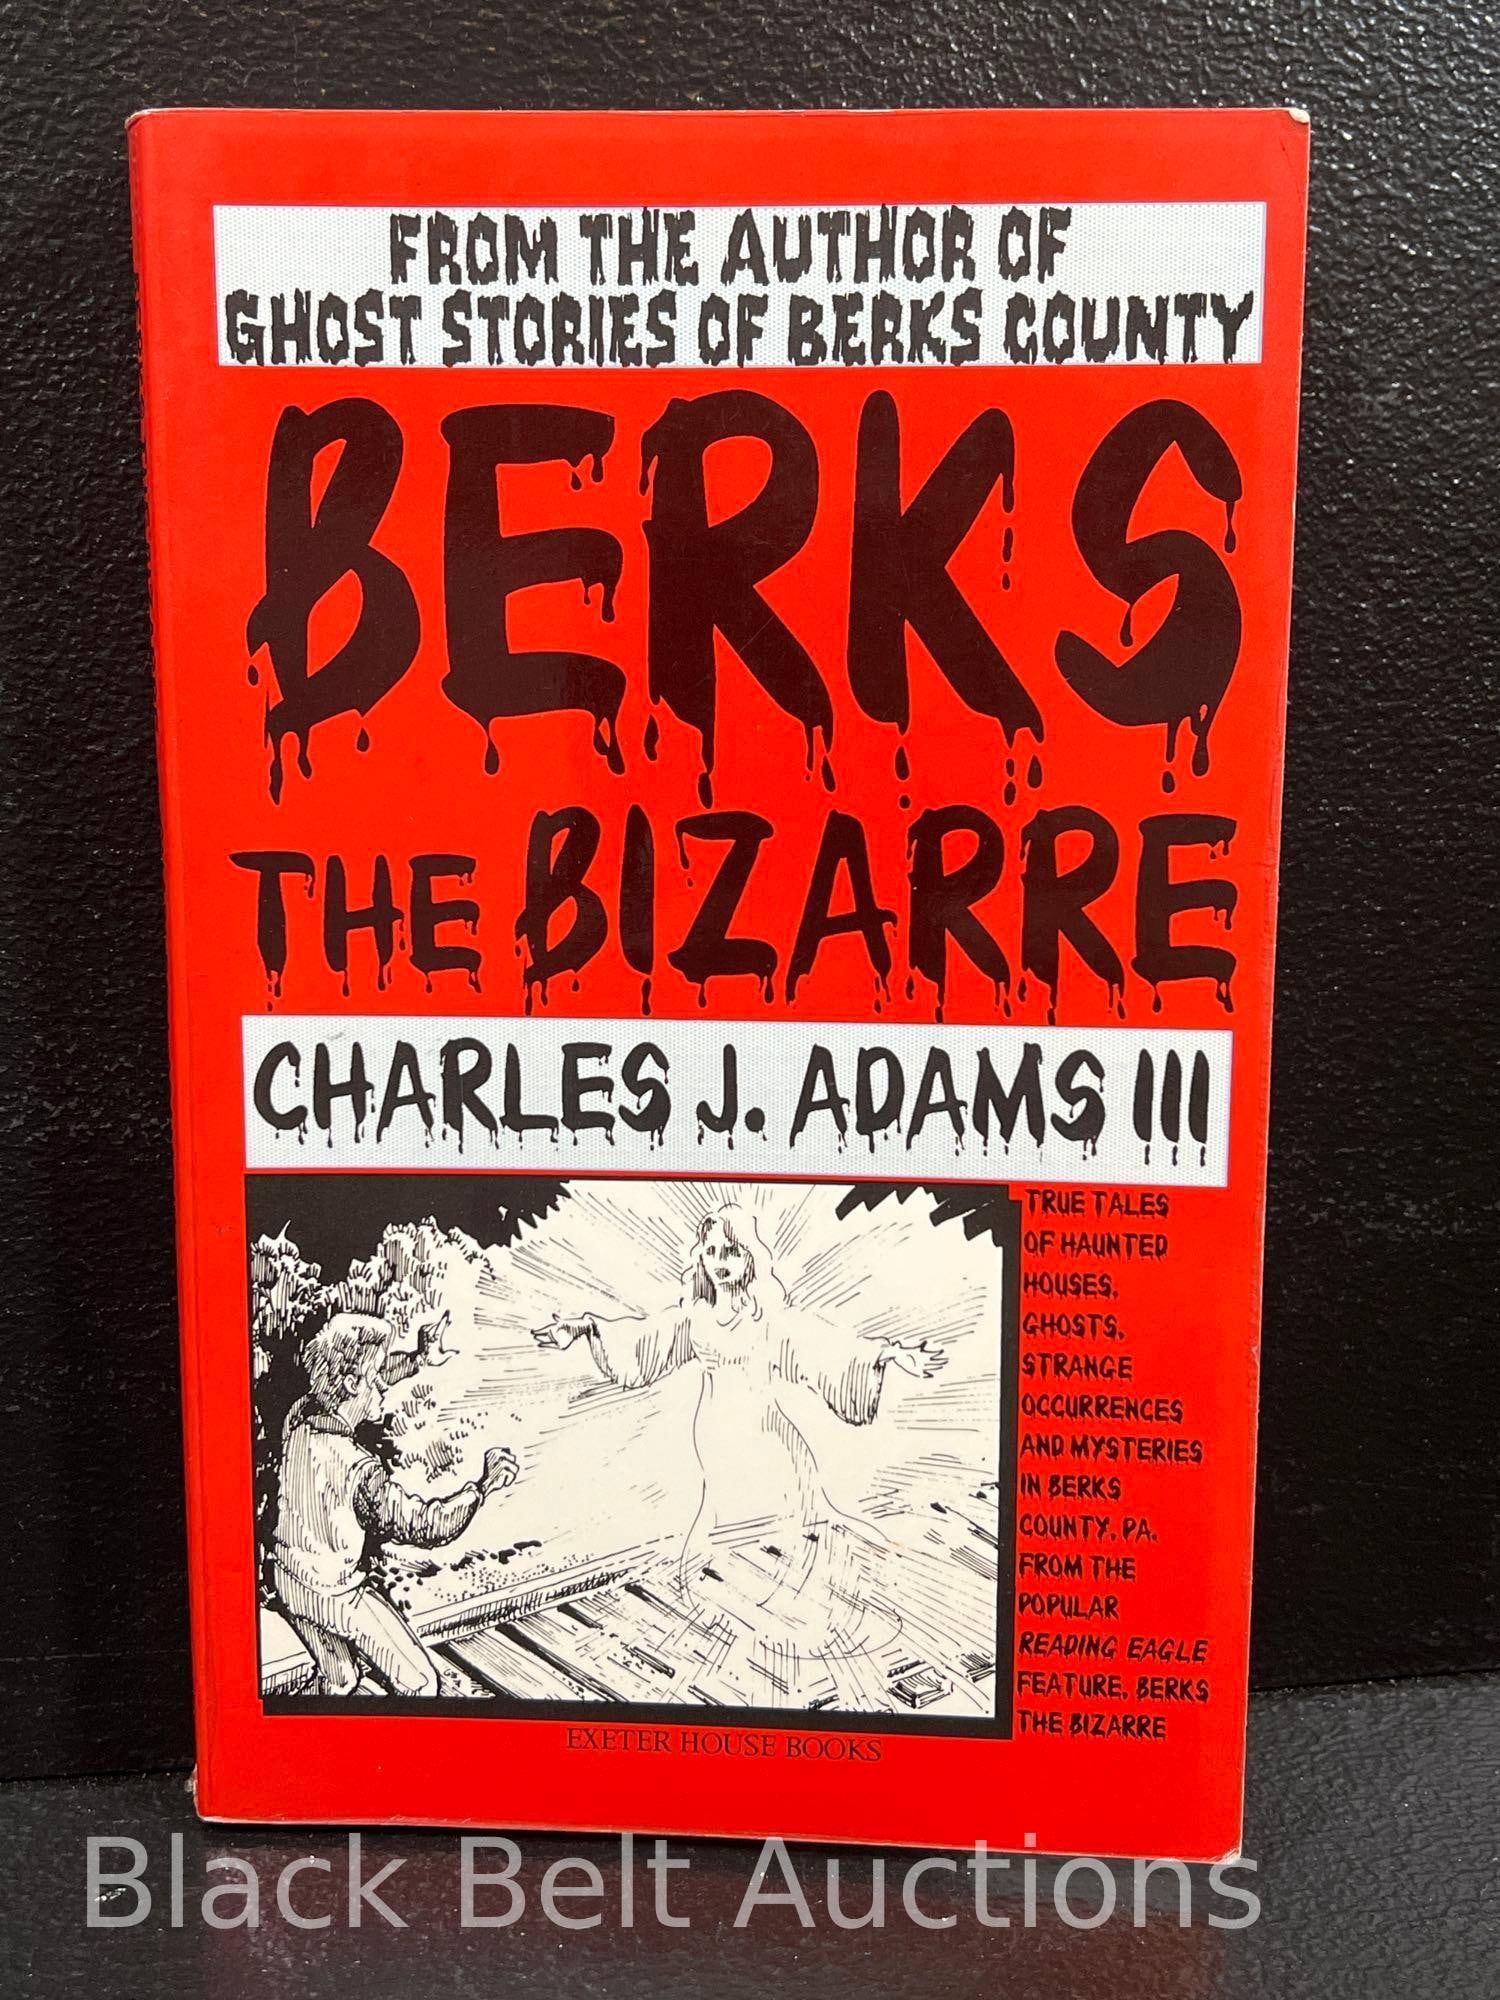 FROM THE AUTHOR OF
GHOST STORIES OF BERKS COUNTY
BERKS
THE BIZARRE
CHARLES J. ADAMS III
TRUE TALES
OF HAUNTED
HOUSES,
GHOSTS,
STRANGE
OCCURRENCES
AND MYSTERIES
IN BERKS
COUNTY, PA.
FROM THE
POPULAR
READING EAGLE
FEATURE, BERKS
THE BIZARRE
EXETER HOUSE BOOKS
Black Belt Auctions